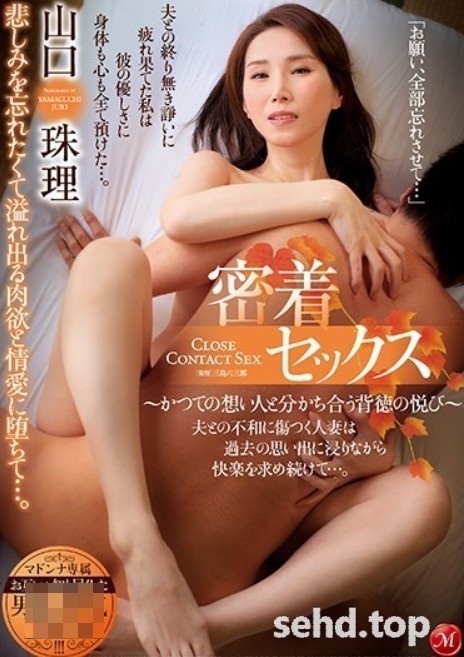 「お願い、全部忘れさせて…」
夫との終り無き諍いに
疲れ果てた私は
彼の優しさに
身体も心も全て預けた…。
山口 珠理
YAMAGUCHI JURI
悲しみを忘れたくて溢れ出る肉欲と情愛に堕ちて…。
密着
セックス
CLOSE
CONTACT SEX
三島六三郎
～かつての想い人と分かち合う背徳の悦び～
夫との不和に傷つく人妻は
過去の思い出に浸りながら
快楽を求め続けて…。
マドンナ専属
!!!
sehd.top
M